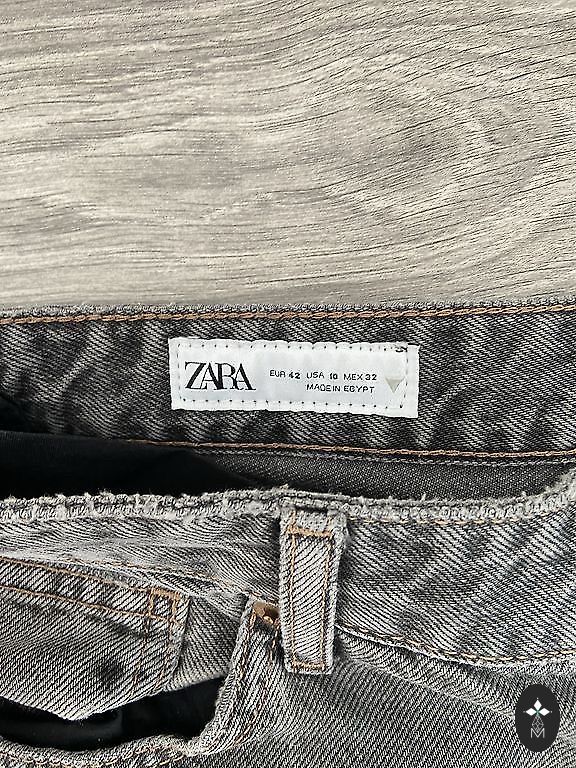 ZARA
EUR 42 USA 10 MEX 32
MADE IN EGYPT
M